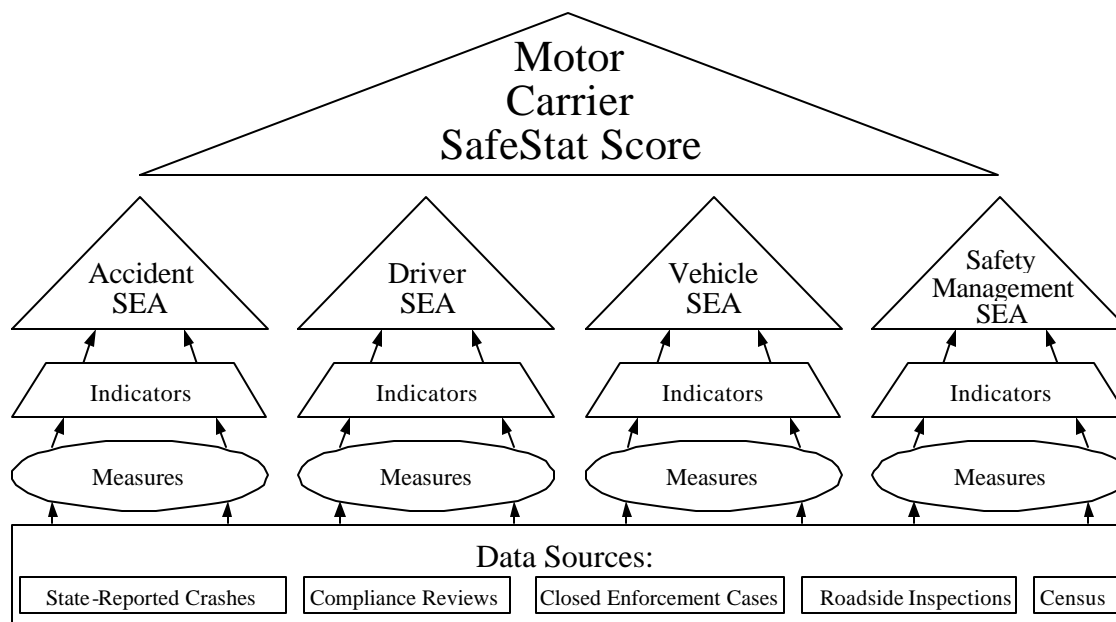 Motor
Carrier
SafeStat Score
Accident
SEA
Driver
SEA
Vehicle
SEA
Safety
Management
SEA
Indicators
Indicators
Indicators
Indicators
Measures
Measures
Measures
Measures
Data Sources:
State-Reported Crashes
Compliance Reviews
Closed Enforcement Cases
Roadside Inspections
Census